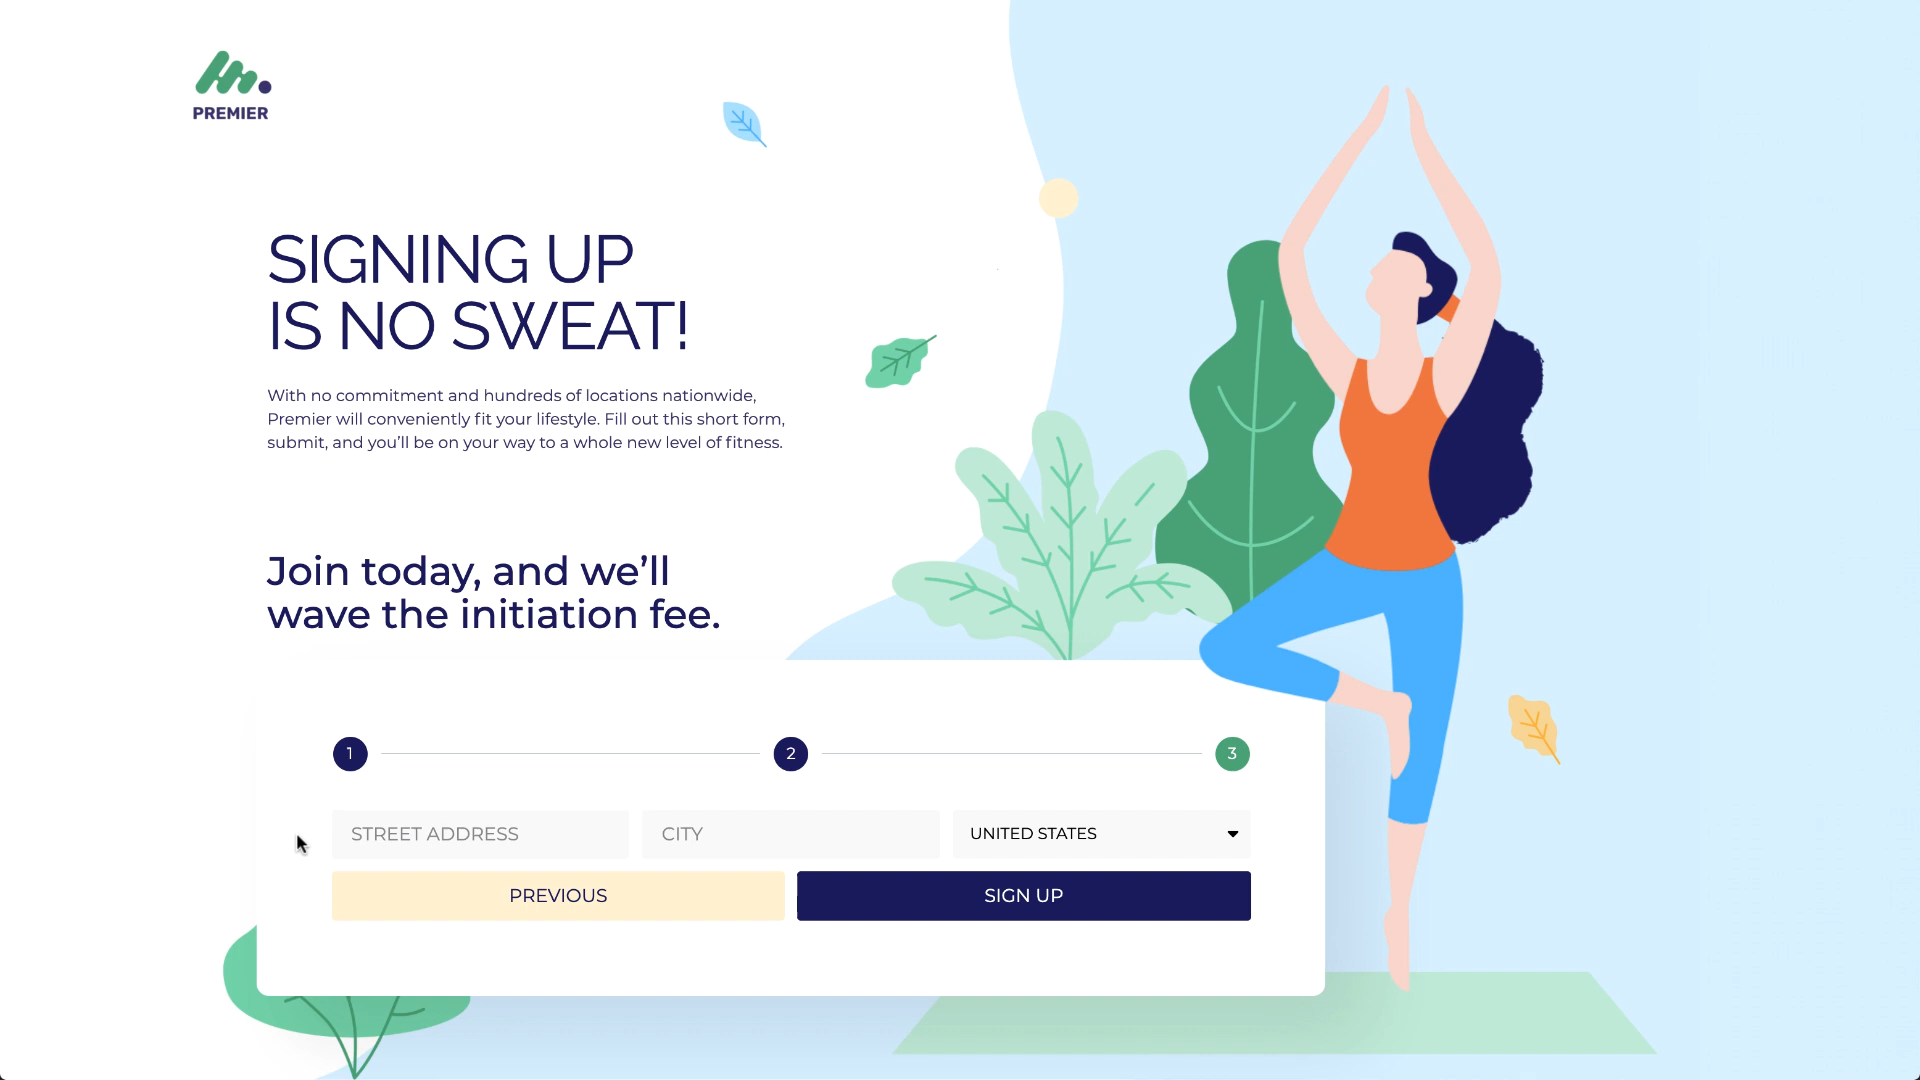 PREMIER
SIGNING UP
IS NO SWEAT!
With no commitment and hundreds of locations nationwide,
Premier will conveniently fit your lifestyle. Fill out this short form,
submit, and you’ll be on your way to a whole new level of fitness.
Join today, and we’ll
wave the initiation fee.
1 2 3
STREET ADDRESS CITY UNITED STATES
PREVIOUS SIGN UP